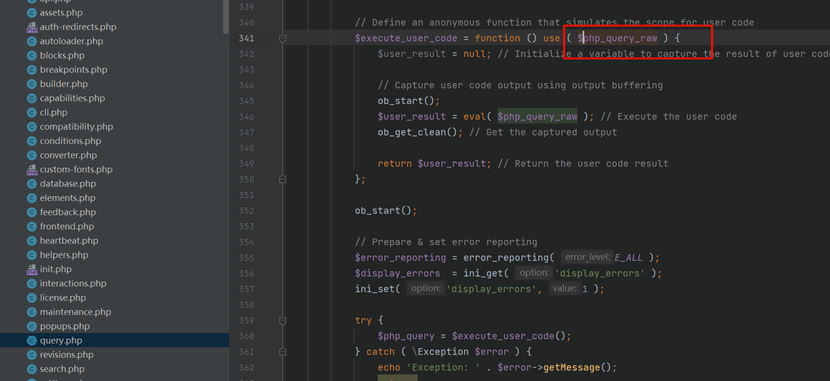 assets.php
auth-redirects.php
autoloader.php
blocks.php
breakpoints.php
builder.php
capabilities.php
cli.php
compatibility.php
conditions.php
converter.php
custom-fonts.php
database.php
elements.php
feedback.php
frontend.php
heartbeat.php
helpers.php
init.php
interactions.php
license.php
maintenance.php
popups.php
query.php
revisions.php
search.php
339
340 // Define an anonymous function that simulates the scope for user code
341 $execute_user_code = function () use ( $php_query_raw ) {
342 $user_result = null; // Initialize a variable to capture the result of user code
343
344 // Capture user code output using output buffering
345 ob_start();
346 $user_result = eval( $php_query_raw ); // Execute the user code
347 ob_get_clean(); // Get the captured output
348
349 return $user_result; // Return the user code result
350 };
351
352 ob_start();
353
354 // Prepare & set error reporting
355 $error_reporting = error_reporting( error_level: E_ALL );
356 $display_errors = ini_get( option: 'display_errors' );
357 ini_set( option: 'display_errors', value: 1 );
358
359 try {
360 $php_query = $execute_user_code();
361 } catch ( \Exception $error ) {
362 echo 'Exception: ' . $error->getMessage();